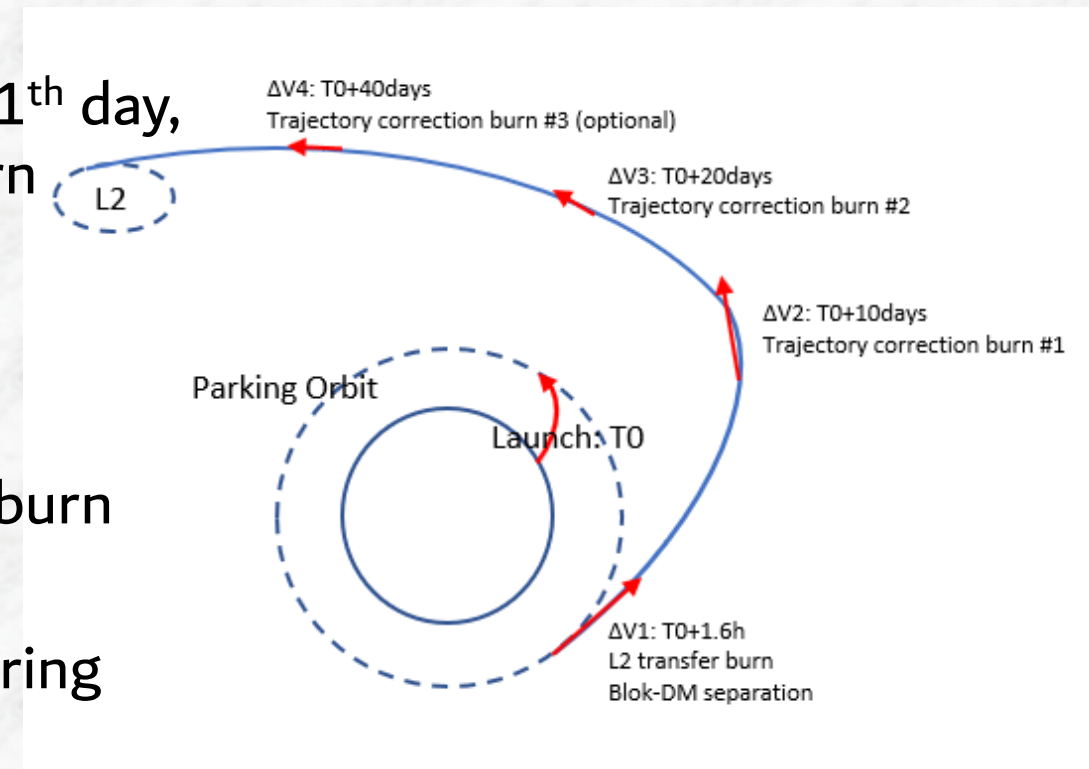 1th day,
rn
burn
ring
ΔV4: T0+40days
Trajectory correction burn #3 (optional)
ΔV3: T0+20days
Trajectory correction burn #2
L2
ΔV2: T0+10days
Trajectory correction burn #1
Parking Orbit
Launch: T0
ΔV1: T0+1.6h
L2 transfer burn
Blok-DM separation